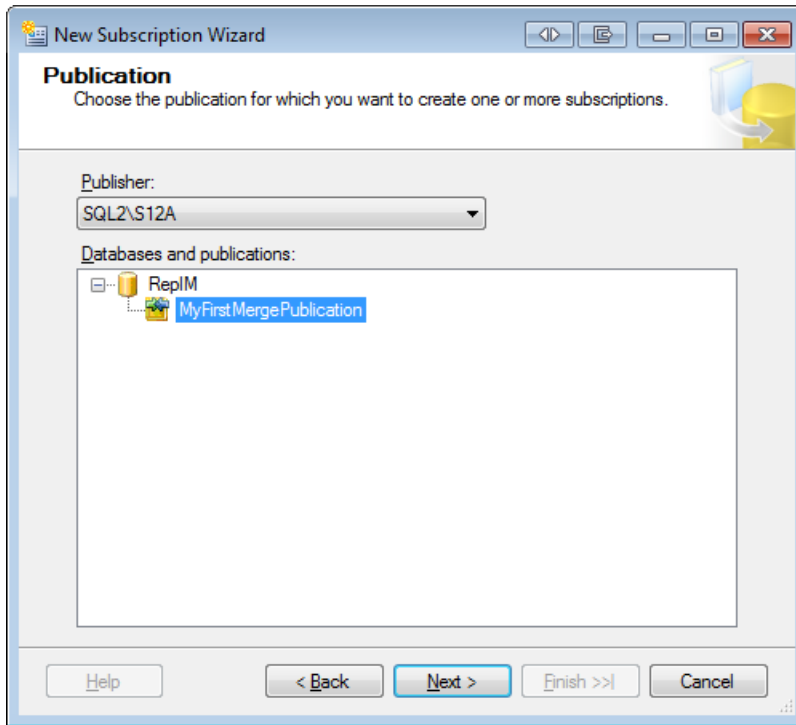 New Subscription Wizard
Publication
Choose the publication for which you want to create one or more subscriptions.
Publisher:
SQL2\S12A
Databases and publications:
ReplM
MyFirstMergePublication
Help
< Back
Next >
Finish >>|
Cancel